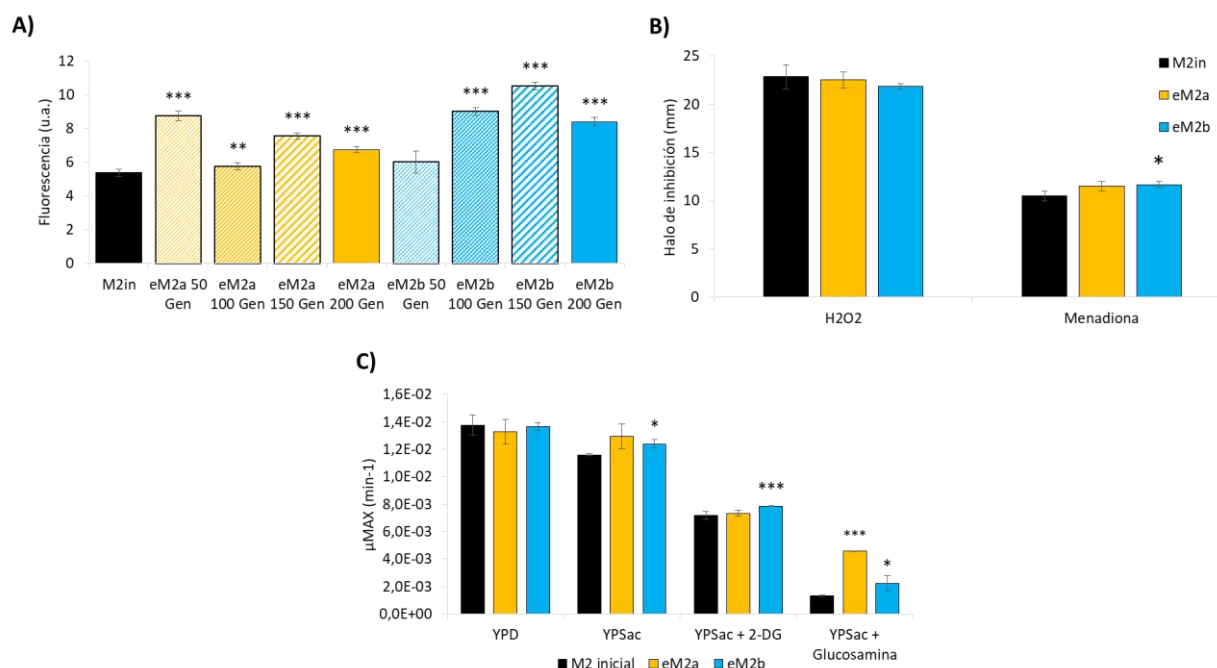 A)
Fluorescencia (u.a.)
12
10
8
6
4
2
0
***
**
***
***
***
***
***
M2in
eM2a 50
Gen
eM2a
100 Gen
eM2a
150 Gen
eM2a
200 Gen
eM2b 50
Gen
eM2b
100 Gen
eM2b
150 Gen
eM2b
200 Gen
B)
Halo de inhibición (mm)
25
20
15
10
5
0
*
H2O2
Menadiona
M2in
eM2a
eM2b
C)
µMAX (min-1)
1,6E-02
1,4E-02
1,2E-02
1,0E-02
8,0E-03
6,0E-03
4,0E-03
2,0E-03
0,0E+00
*
***
***
*
YPD
YPSac
YPSac + 2-DG
YPSac +
Glucosamina
M2 inicial
eM2a
eM2b